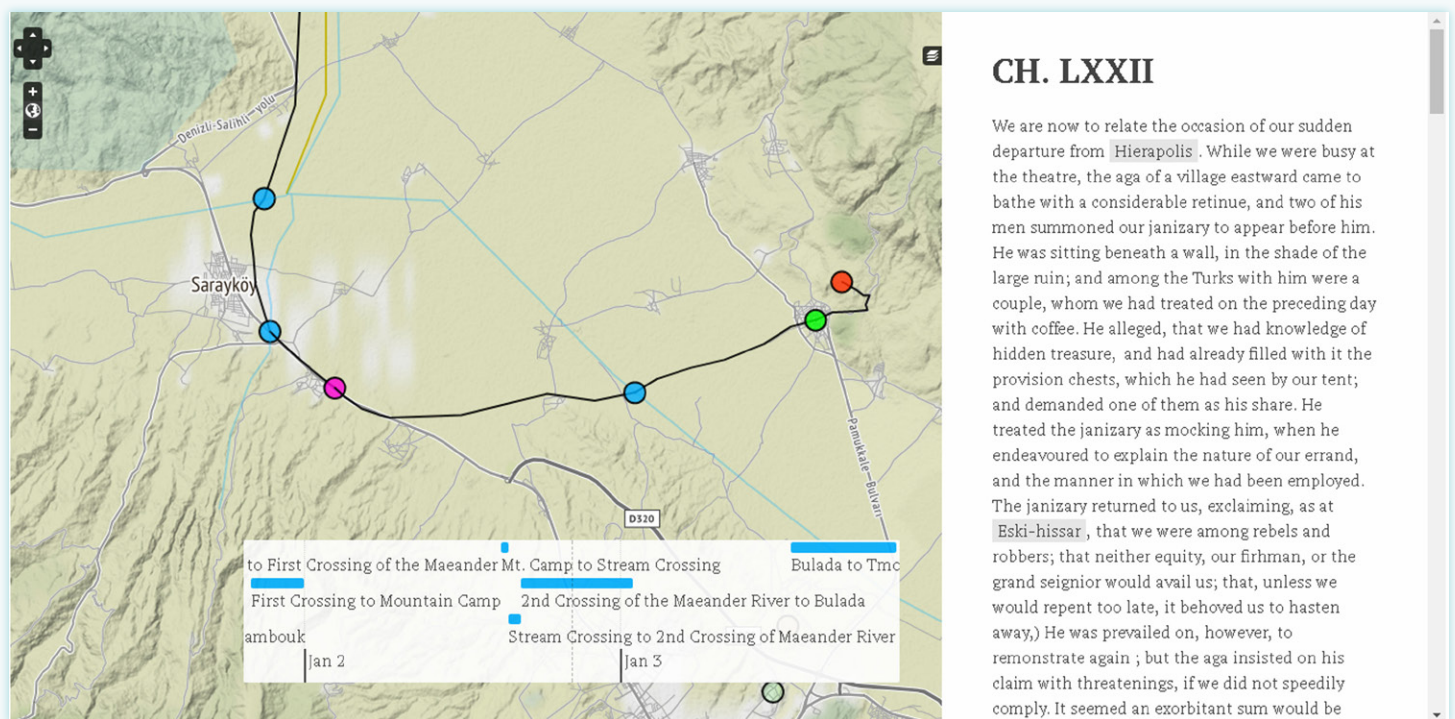 Denizli-Salihli-yolu
Sarayköy
Pamukkale-Bulvarı
D320
to First Crossing of the Maeander Mt. Camp to Stream Crossing
Bulada to Tmo
First Crossing to Mountain Camp
2nd Crossing of the Maeander River to Bulada
ambouk
Stream Crossing to 2nd Crossing of Maeander River
Jan 2
Jan 3
CH. LXXII
We are now to relate the occasion of our sudden
departure from Hierapolis. While we were busy at
the theatre, the aga of a village eastward came to
bathe with a considerable retinue, and two of his
men summoned our janizary to appear before him.
He was sitting beneath a wall, in the shade of the
large ruin; and among the Turks with him were a
couple, whom we had treated on the preceding day
with coffee. He alleged, that we had knowledge of
hidden treasure, and had already filled with it the
provision chests, which he had seen by our tent;
and demanded one of them as his share. He
treated the janizary as mocking him, when he
endeavoured to explain the nature of our errand,
and the manner in which we had been employed.
The janizary returned to us, exclaiming, as at
Eski-hissar, that we were among rebels and
robbers; that neither equity, our firhman, or the
grand seignior would avail us; that, unless we
would repent too late, it behoved us to hasten
away,) He was prevailed on, however, to
remonstrate again ; but the aga insisted on his
claim with threatenings, if we did not speedily
comply. It seemed an exorbitant sum would be